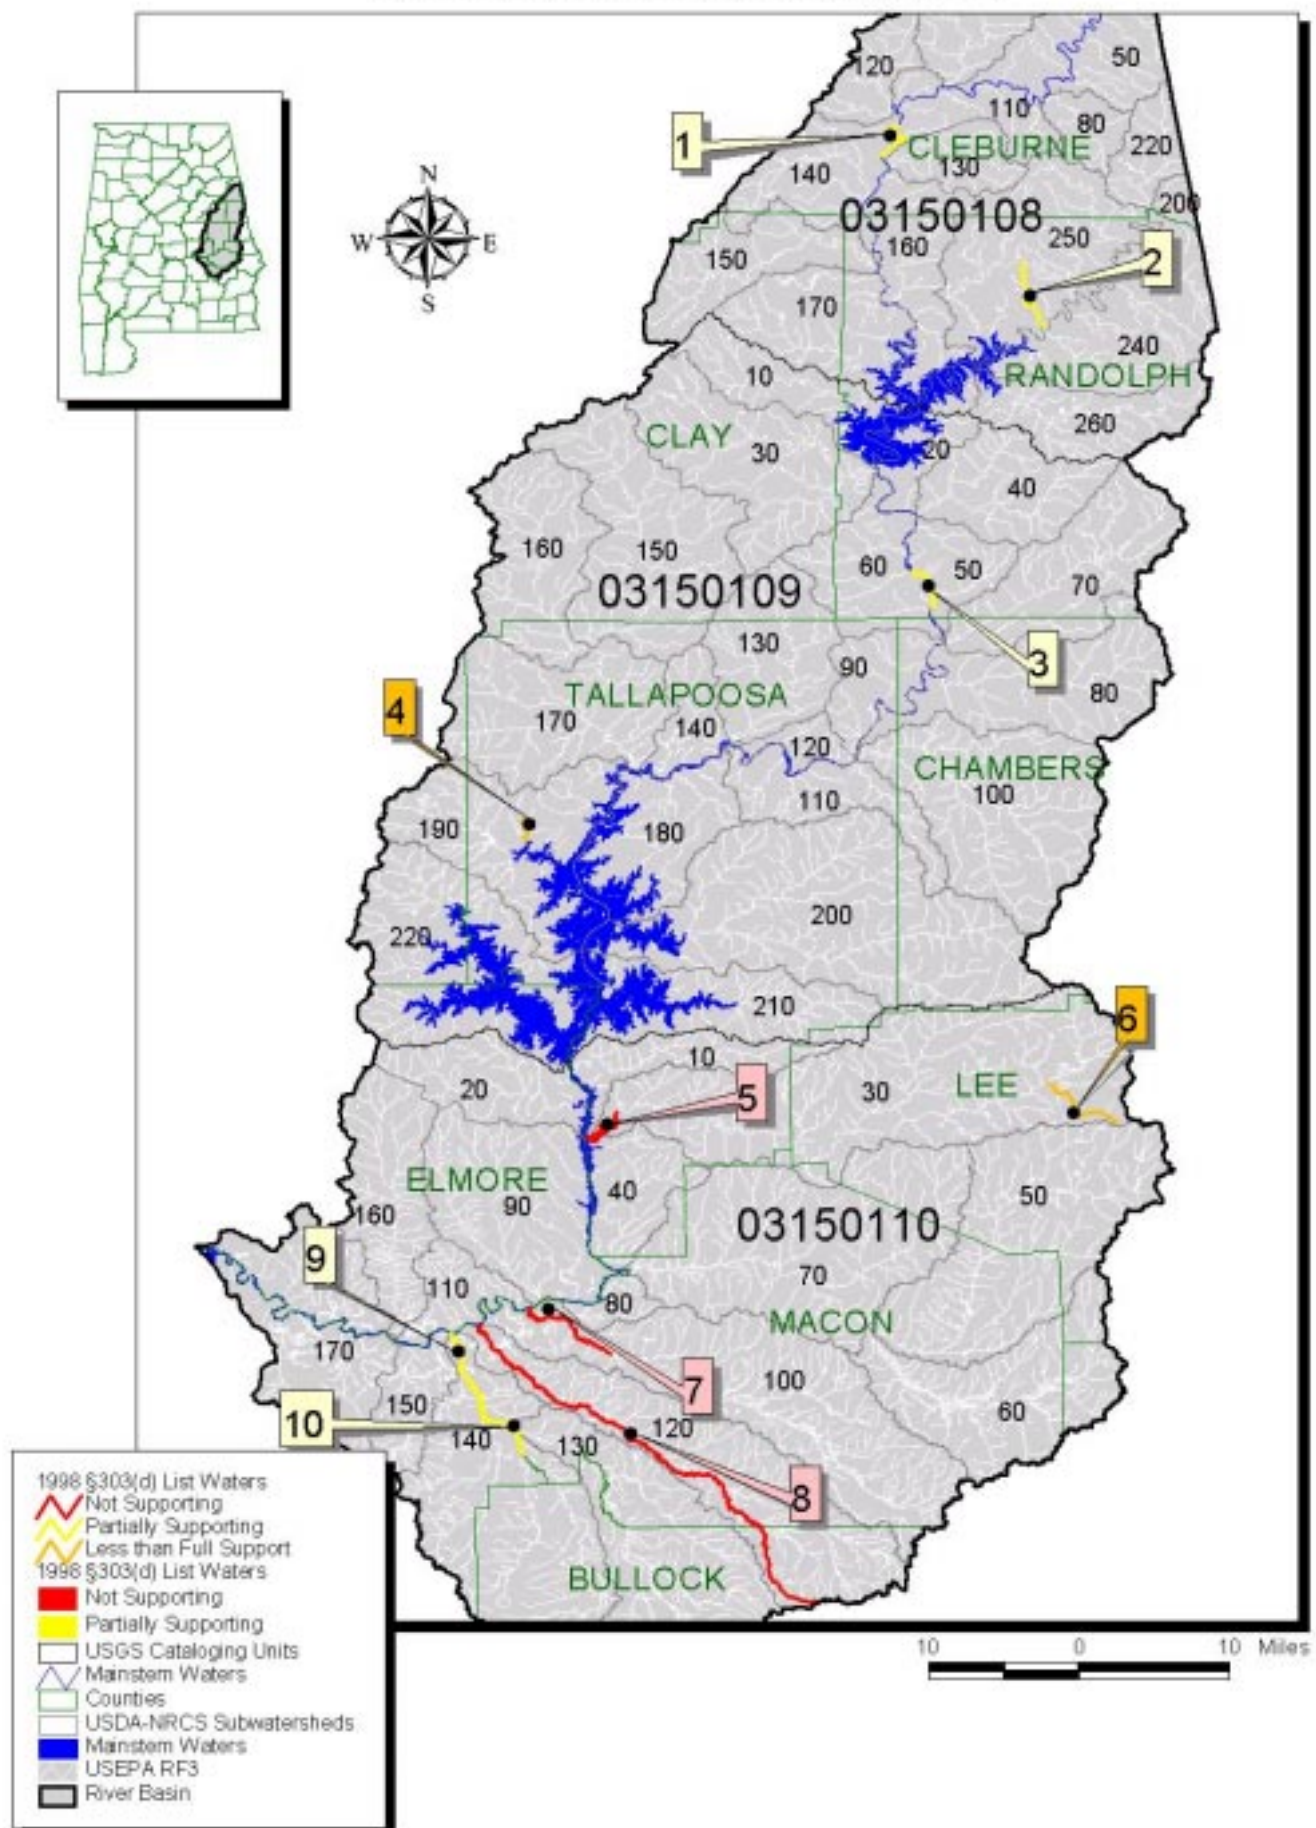 50
120
110
80
1
CLEBURNE
220
140
130
200
03150108
N
W E
S
160
250
150
2
170
240
10
RANDOLPH
260
CLAY
30
20
40
160
150
60
50
03150109
70
130
3
90
TALLAPOOSA
80
4
170
140
120
CHAMBERS
110
100
190
180
200
220
210
6
10
20
5
30
LEE
ELMORE
40
50
90
160
03150110
9
110
70
80
MACON
170
7
100
150
10
120
60
140
130
8
BULLOCK
1998 §303(d) List Waters
Not Supporting
Partially Supporting
Less than Full Support
1998 §303(d) List Waters
Not Supporting
Partially Supporting
USGS Cataloging Units
Mainstem Waters
Counties
USDA-NRCS Subwatersheds
Mainstem Waters
USEPA RF3
River Basin
10 0 10 Miles